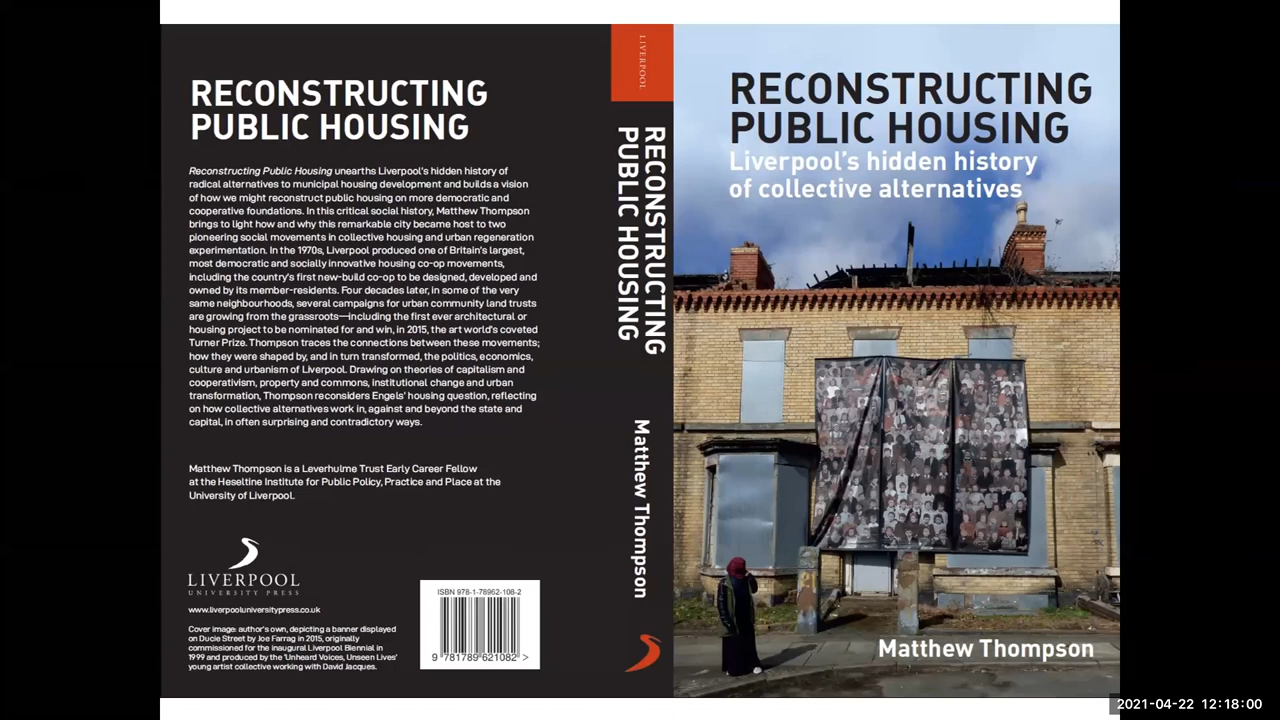 RECONSTRUCTING
PUBLIC HOUSING
Reconstructing Public Housing unearths Liverpool's hidden history of
radical alternatives to municipal housing development and builds a vision
of how we might reconstruct public housing on more democratic and
cooperative foundations. In this critical social history, Matthew Thompson
brings to light how and why this remarkable city became host to two
pioneering social movements in collective housing and urban regeneration
experimentation. In the 1970s, Liverpool produced one of Britain's largest,
most democratic and socially innovative housing co-op movements,
including the country's first new-build co-op to be designed, developed and
owned by its member-residents. Four decades later, in some of the very
same neighbourhoods, several campaigns for urban community land trusts
are growing from the grassroots—including the first ever architectural or
housing project to be nominated for and win, in 2015, the art world's coveted
Turner Prize. Thompson traces the connections between these movements;
how they were shaped by, and in turn transformed, the politics, economics,
culture and urbanism of Liverpool. Drawing on theories of capitalism and
cooperativism, property and commons, institutional change and urban
transformation, Thompson reconsiders Engels' housing question, reflecting
on how collective alternatives work in, against and beyond the state and
capital, in often surprising and contradictory ways.
Matthew Thompson is a Leverhulme Trust Early Career Fellow
at the Heseltine Institute for Public Policy, Practice and Place at the
University of Liverpool.
LIVERPOOL
UNIVERSITY PRESS
www.liverpooluniversitypress.co.uk
Cover image: author's own, depicting a banner displayed
on Ducie Street by Joe Farrag in 2015, originally
commissioned for the inaugural Liverpool Biennial in
1999 and produced by the 'Unheard Voices, Unseen Lives'
young artist collective working with David Jacques.
ISBN 978-1-78962-108-2
9 781789 621082 >
LIVERPOOL
RECONSTRUCTING
PUBLIC HOUSING
Matthew Thompson
RECONSTRUCTING
PUBLIC HOUSING
Liverpool's hidden history
of collective alternatives
Matthew Thompson
2021-04-22 12:18:00